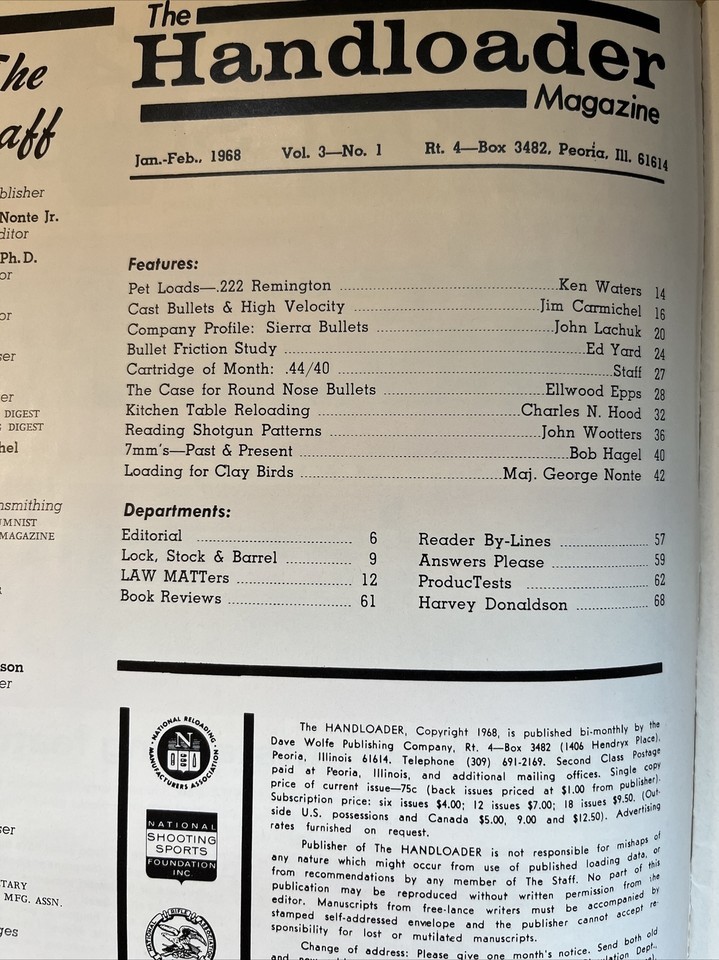 The
aff
blisher
Nonte Jr.
ditor
Ph.D.
or
or
ser
er
DIGEST
DIGEST
hel
nsmithing
MNIST
MAGAZINE
son
er
ser
TARY
MFG. ASSN.
ges
The
Handloader
Magazine
Jan.-Feb., 1968 Vol. 3—No. 1 Rt. 4—Box 3482, Peoria, Ill. 61614
Features:
Pet Loads—.222 Remington Ken Waters 14
Cast Bullets & High Velocity Jim Carmichel 16
Company Profile: Sierra Bullets John Lachuk 20
Bullet Friction Study Ed Yard 24
Cartridge of Month: .44/40 Staff 27
The Case for Round Nose Bullets Ellwood Epps 28
Kitchen Table Reloading Charles N. Hood 32
Reading Shotgun Patterns John Wootters 36
7mm's—Past & Present Bob Hagel 40
Loading for Clay Birds Maj. George Nonte 42
Departments:
Editorial 6
Lock, Stock & Barrel 9
LAW MATTers 12
Book Reviews 61
Reader By-Lines 57
Answers Please 59
ProducTests 62
Harvey Donaldson 68
NATIONAL RELOADING
MANUFACTURERS ASSOCIATION
N
NATIONAL
SHOOTING
SPORTS
FOUNDATION
INC
NATIONAL RIFLE ASSOCIATION
The HANDLOADER, Copyright 1968, is published bi-monthly by the
Dave Wolfe Publishing Company, Rt. 4—Box 3482 (1406 Hendryx Place),
Peoria, Illinois 61614. Telephone (309) 691-2169. Second Class Postage
paid at Peoria, Illinois, and additional mailing offices. Single copy
price of current issue—75c (back issues priced at $1.00 from publisher).
Subscription price: six issues $4.00; 12 issues $7.00; 18 issues $9.50. (Out-
side U.S. possessions and Canada $5.00, 9.00 and $12.50). Advertising
rates furnished on request.
Publisher of The HANDLOADER is not responsible for mishaps of
any nature which might occur from use of published loading data, or
from recommendations by any member of The Staff. No part of this
publication may be reproduced without written permission from the
editor. Manuscripts from free-lance writers must be accompanied by
stamped self-addressed envelope and the publisher cannot accept re-
sponsibility for lost or mutilated manuscripts.
Change of address: Please give one month's notice. Send both old